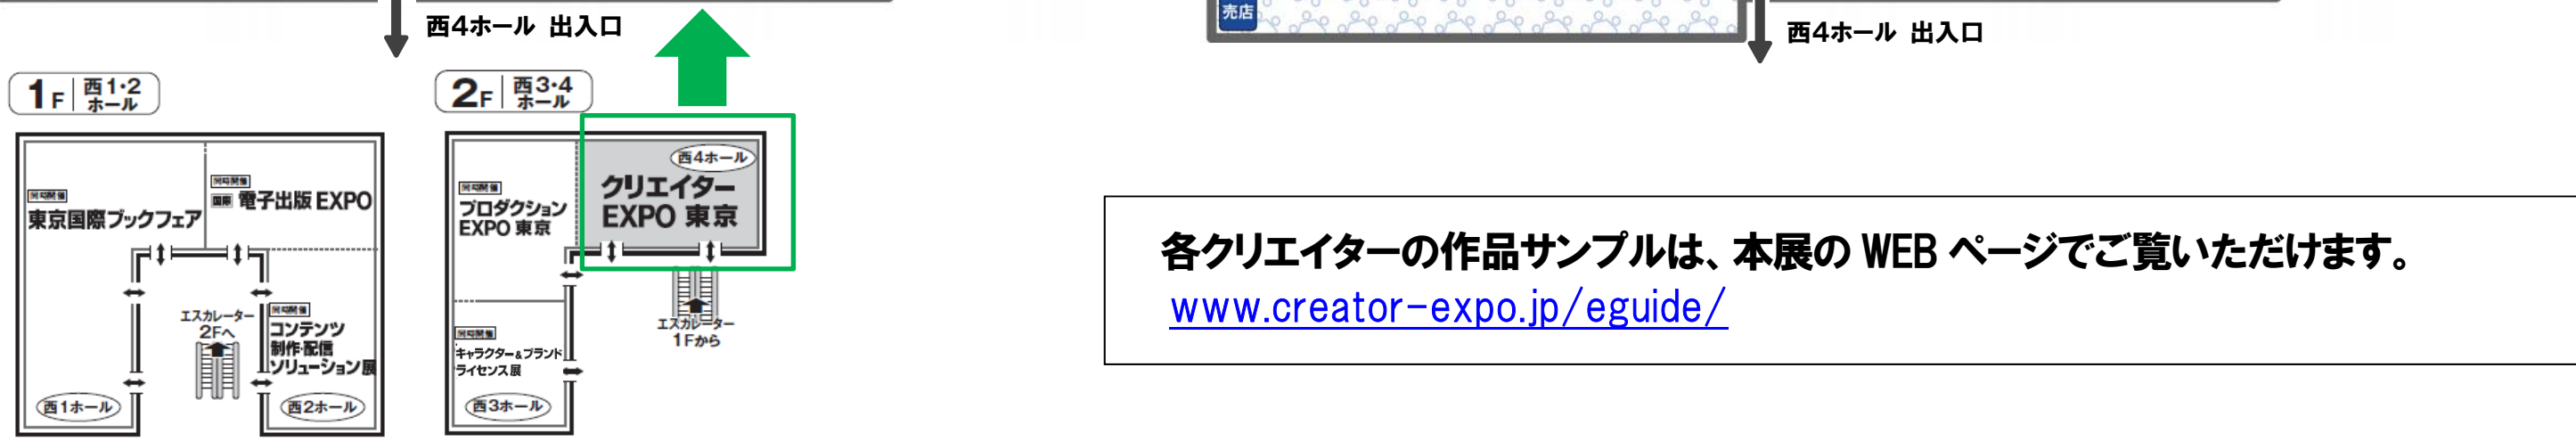 西4ホール 出入口
売店
西4ホール 出入口
1F 西1・2
ホール
2F 西3・4
ホール
同時開催
東京国際ブックフェア
同時開催
国際 電子出版 EXPO
エスカレーター
2Fへ
同時開催
コンテンツ
制作・配信
ソリューション展
西1ホール
西2ホール
同時開催
プロダクション
EXPO 東京
西4ホール
クリエイター
EXPO 東京
エスカレーター
1Fから
同時開催
キャラクター&ブランド
ライセンス展
西3ホール
各クリエイターの作品サンプルは、本展の WEB ページでご覧いただけます。
www.creator-expo.jp/eguide/